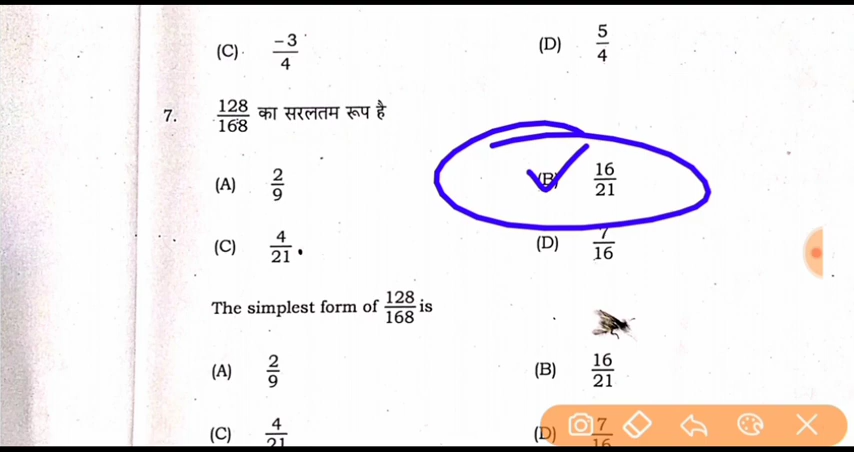 (C) -3/4 (D) 5/4
7. 128/168 का सरलतम रूप है
(A) 2/9 (B) 16/21
(C) 4/21 (D) 7/16
The simplest form of 128/168 is
(A) 2/9 (B) 16/21
(C) 4/21 (D) 7/16